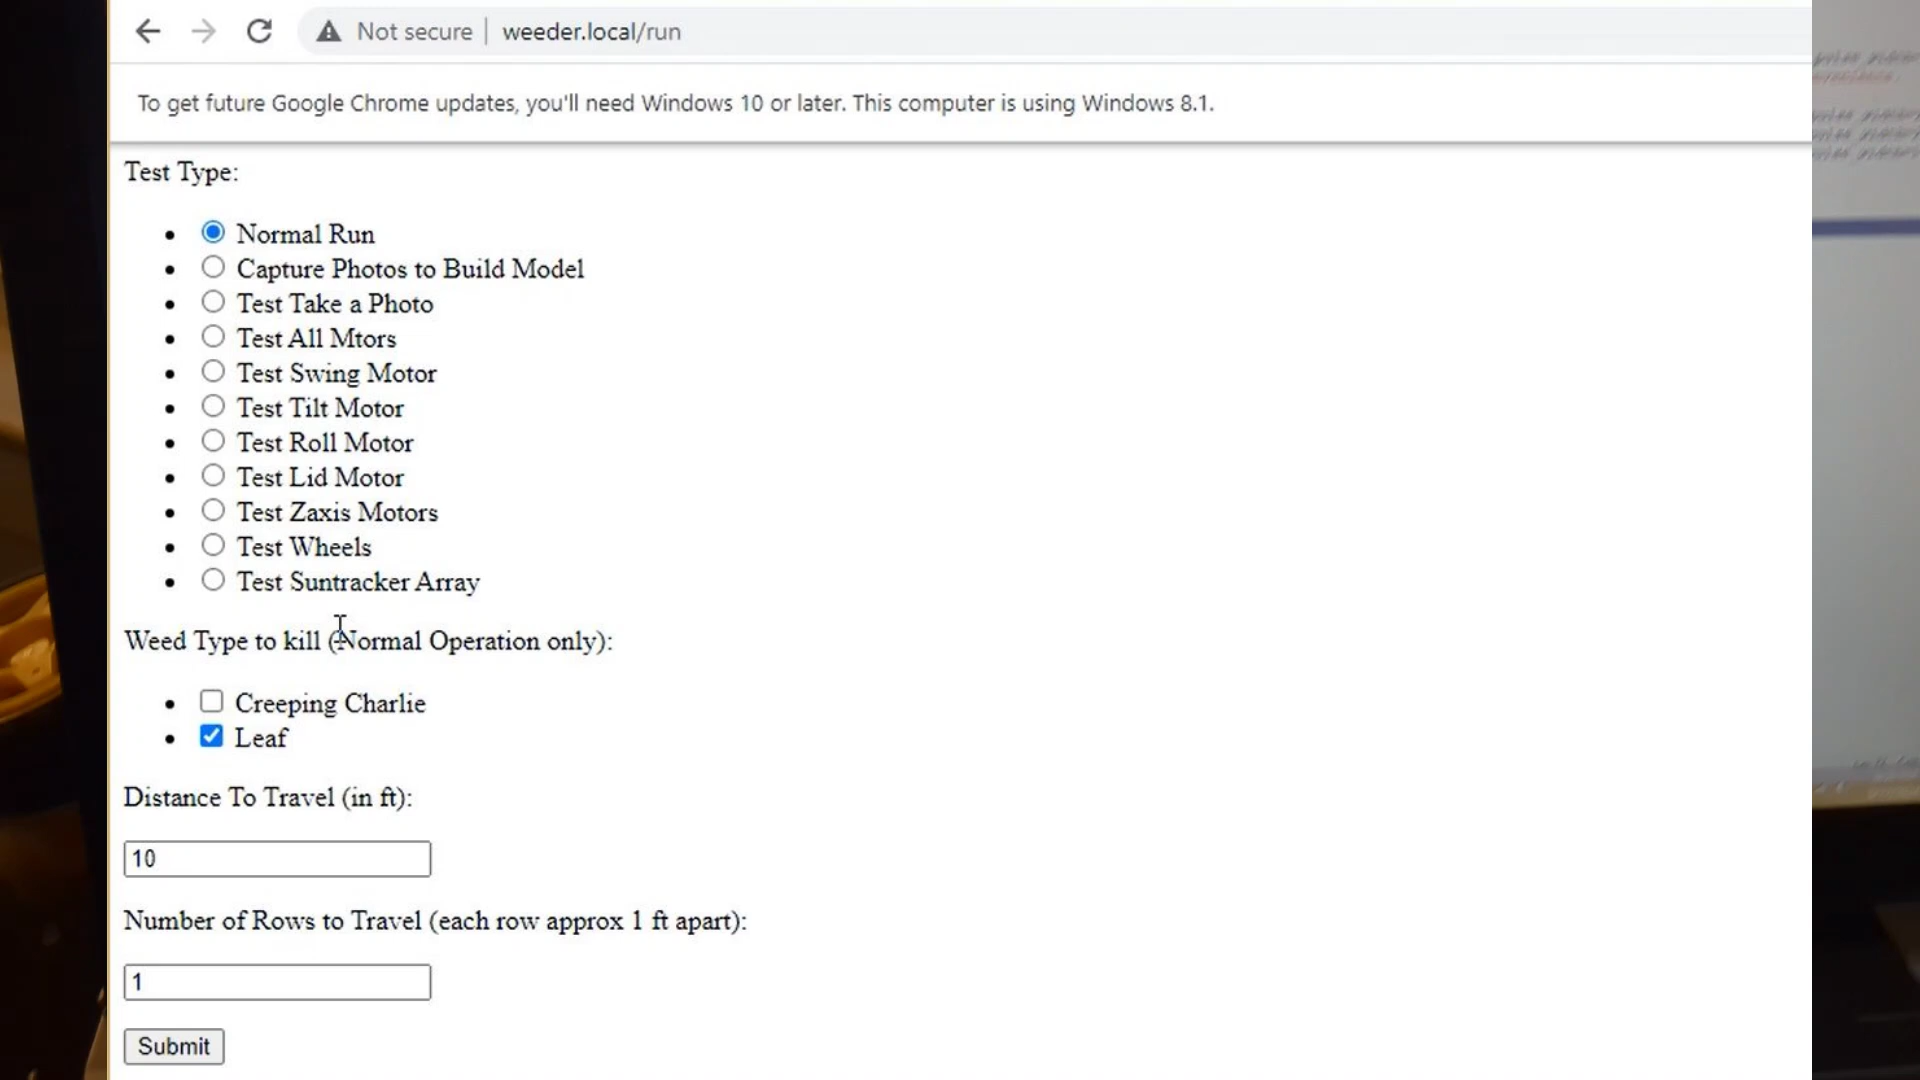 Not secure | weeder.local/run
To get future Google Chrome updates, you'll need Windows 10 or later. This computer is using Windows 8.1.
Test Type:
Normal Run
Capture Photos to Build Model
Test Take a Photo
Test All Mtors
Test Swing Motor
Test Tilt Motor
Test Roll Motor
Test Lid Motor
Test Zaxis Motors
Test Wheels
Test Suntracker Array
Weed Type to kill (Normal Operation only):
Creeping Charlie
Leaf
Distance To Travel (in ft):
10
Number of Rows to Travel (each row approx 1 ft apart):
1
Submit